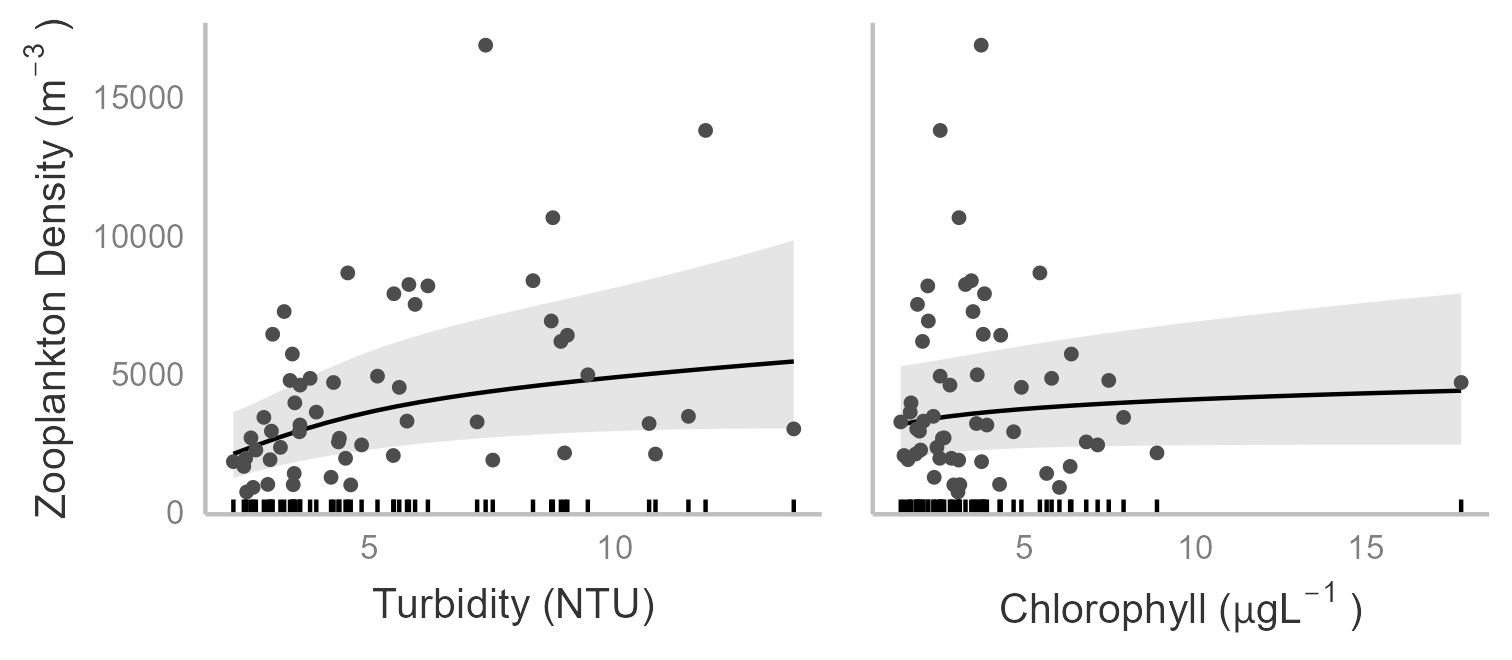 Zooplankton Density (m⁻³ )
15000
10000
5000
0
5 10
Turbidity (NTU)
5 10 15
Chlorophyll (µgL⁻¹ )